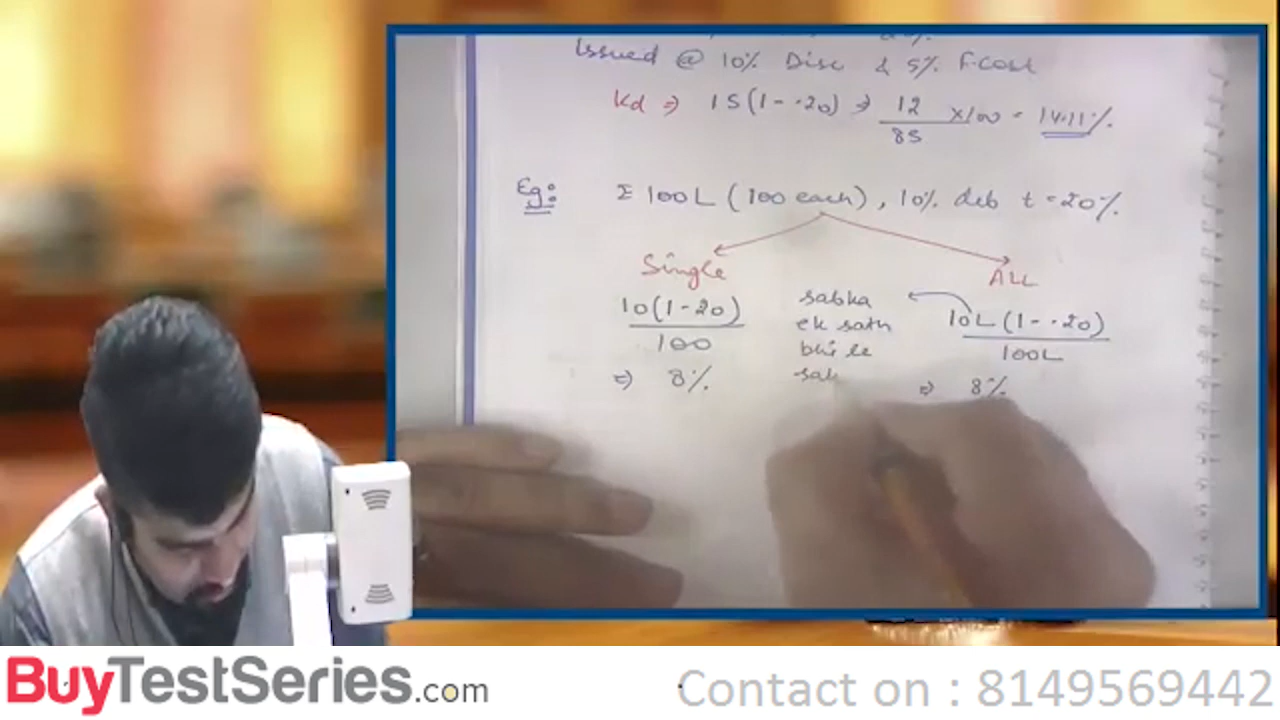 Issued @ 10% Disc & 5% F.Cost
Kd ⇒ 15(1-.20) ⇒ 12/85 ×100 = 14.11%
Eg: Σ 100L (100 each), 10% deb t=20%
Single
10(1-20)
100
⇒ 8%
sabka
ek sath
bhi le
sak
ALL
10L (1-.20)
100L
⇒ 8%
BuyTestSeries.com
Contact on : 8149569442